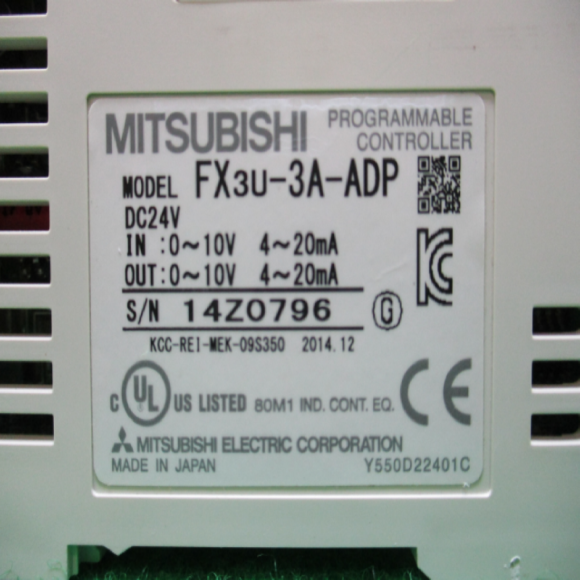 MITSUBISHI PROGRAMMABLE CONTROLLER
MODEL FX3U-3A-ADP
DC24V
IN :0~10V 4~20mA
OUT:0~10V 4~20mA
S/N 14Z0796 G
KCC-REI-MEK-09S350 2014.12
C UL US LISTED 80M1 IND. CONT. EQ. CE
MITSUBISHI ELECTRIC CORPORATION
MADE IN JAPAN Y550D22401C